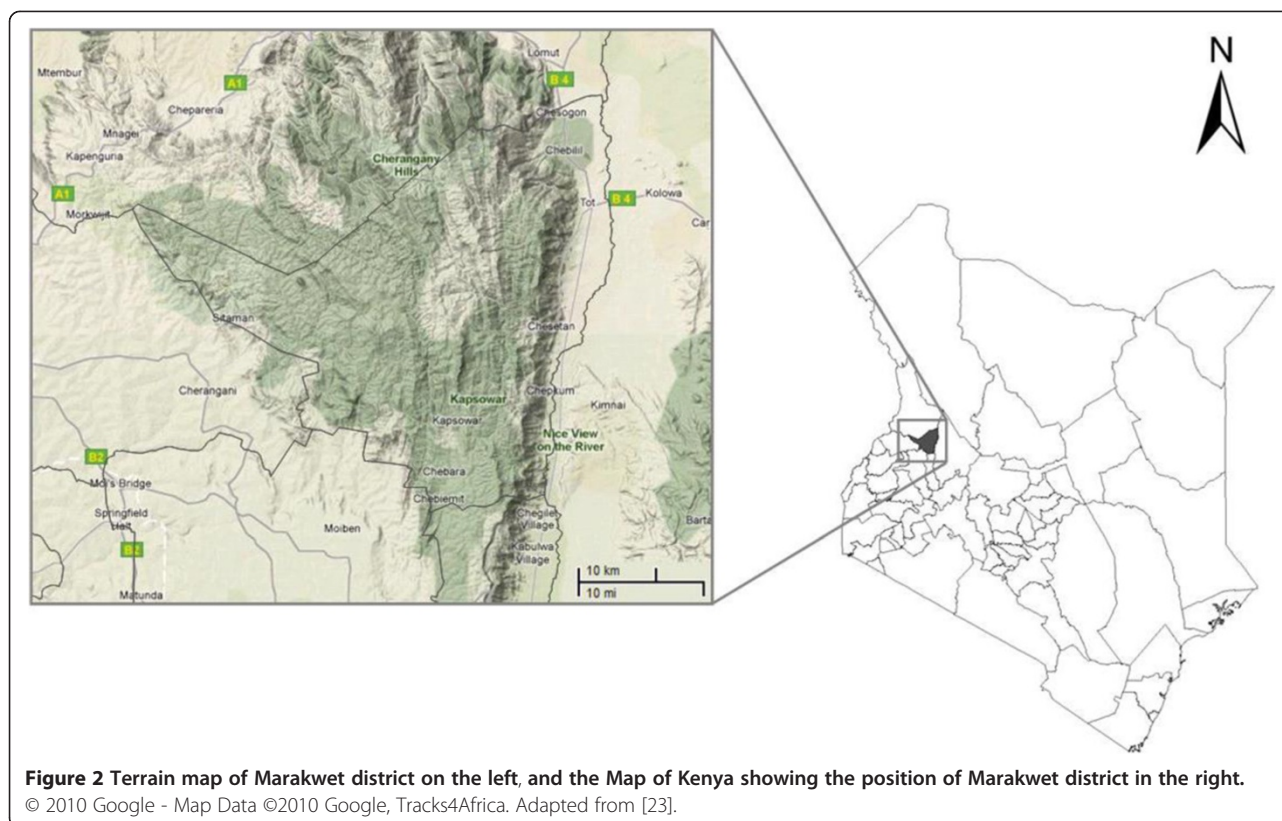 Lomut
Mtembur
A1
B 4
Chepareria
Chesogon
Mnagei
Chebilil
Kapenguria
Cherangany
Hills
A1
Tot
B 4
Kolowa
Morkwijit
Car
Sitaman
Chesetan
Cherangani
Chepkum
Kimnai
Kapsowar
Kapsowar
Nice View
on the River
B2
Chebara
Moi's Bridge
Chebiemit
Springfield
Halt
Moiben
Chegilet
Village
Barta
B2
Kabulwa
Village
10 km
10 mi
Matunda
N
Figure 2 Terrain map of Marakwet district on the left, and the Map of Kenya showing the position of Marakwet district in the right.
© 2010 Google - Map Data ©2010 Google, Tracks4Africa. Adapted from [23].